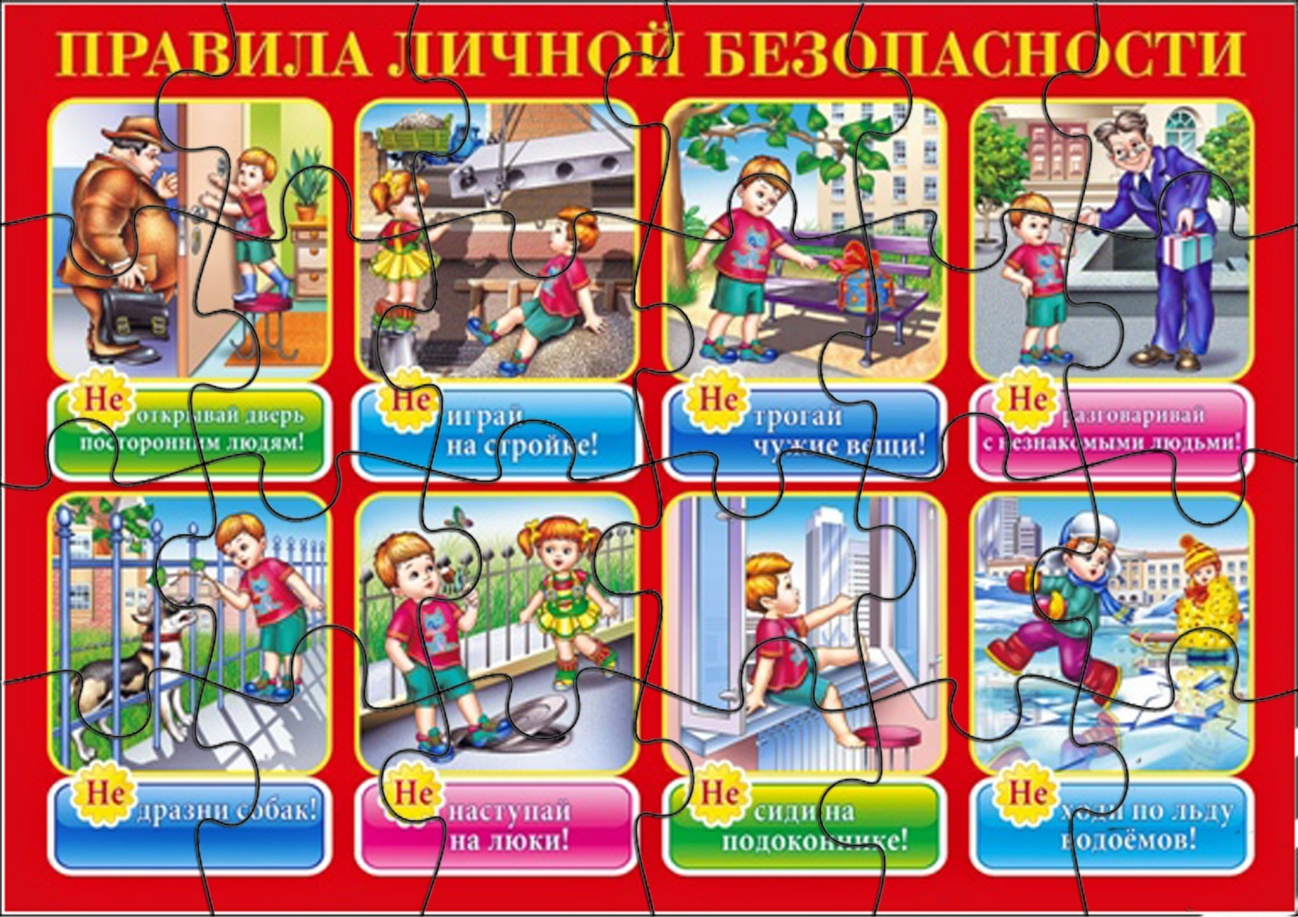 ПРАВИЛА ЛИЧНОЙ БЕЗОПАСНОСТИ
Не открывай дверь
посторонним людям!
Не играй
на стройке!
Не трогай
чужие вещи!
Не разговаривай
с незнакомыми людьми!
Не дразни собак!
Не наступай
на люки!
Не сиди на
подоконнике!
Не ходи по льду
водоёмов!